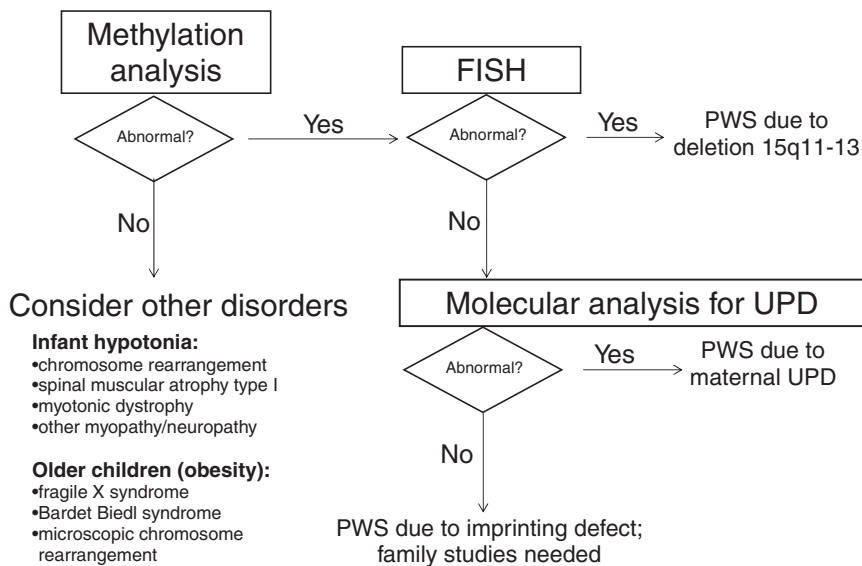 Methylation
analysis
Abnormal?
Yes
No
FISH
Abnormal?
Yes
PWS due to
deletion 15q11-13
No
Consider other disorders
Infant hypotonia:
•chromosome rearrangement
•spinal muscular atrophy type I
•myotonic dystrophy
•other myopathy/neuropathy
Older children (obesity):
•fragile X syndrome
•Bardet Biedl syndrome
•microscopic chromosome
rearrangement
Molecular analysis for UPD
Abnormal?
Yes
PWS due to
maternal UPD
No
PWS due to imprinting defect;
family studies needed